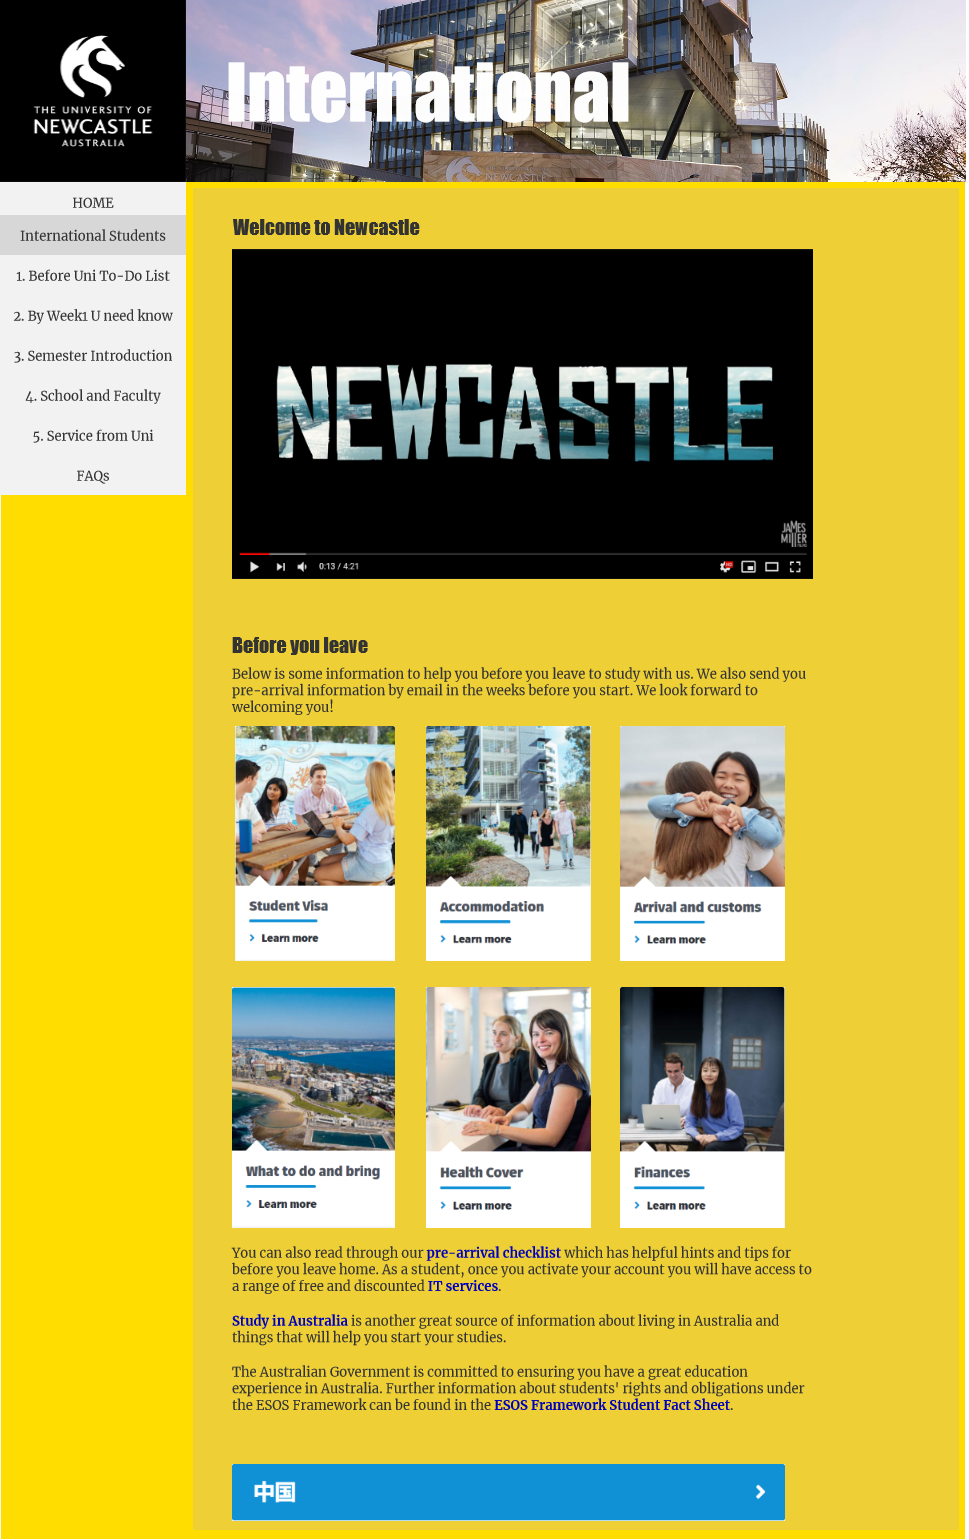 THE UNIVERSITY OF
NEWCASTLE
AUSTRALIA
International
THE UNIVERSITY OF
NEWCASTLE
HOME
International Students
1. Before Uni To-Do List
2. By Week1 U need know
3. Semester Introduction
4. School and Faculty
5. Service from Uni
FAQs
Welcome to Newcastle
NEWCASTLE
JAMES
MILLER
0:13 / 4:21
Before you leave
Below is some information to help you before you leave to study with us. We also send you
pre-arrival information by email in the weeks before you start. We look forward to
welcoming you!
Student Visa
Learn more
Accommodation
Learn more
Arrival and customs
Learn more
What to do and bring
Learn more
Health Cover
Learn more
Finances
Learn more
You can also read through our pre-arrival checklist which has helpful hints and tips for
before you leave home. As a student, once you activate your account you will have access to
a range of free and discounted IT services.
Study in Australia is another great source of information about living in Australia and
things that will help you start your studies.
The Australian Government is committed to ensuring you have a great education
experience in Australia. Further information about students' rights and obligations under
the ESOS Framework can be found in the ESOS Framework Student Fact Sheet.
中国